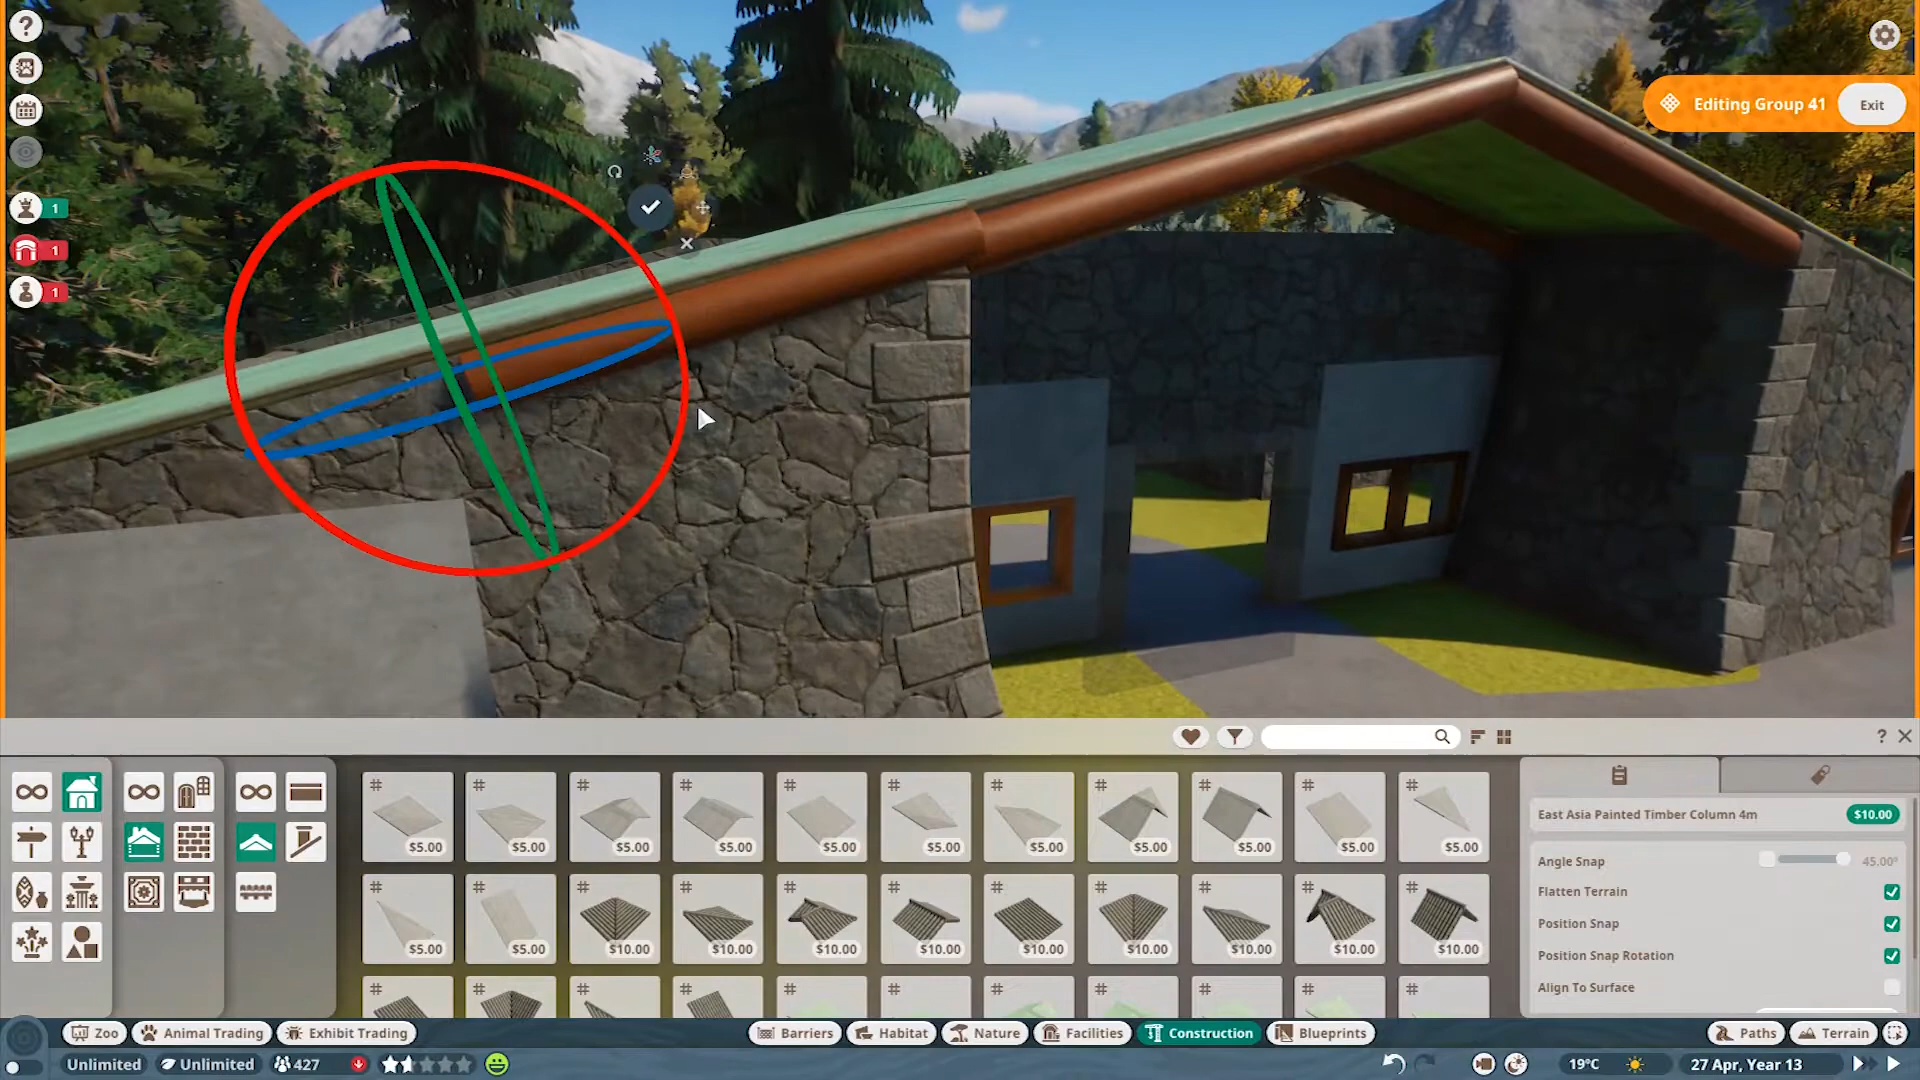 ?
Editing Group 41
Exit
1
1
1
?
$5.00 $5.00 $5.00 $5.00 $5.00 $5.00 $5.00 $5.00 $5.00 $5.00 $5.00
$5.00 $5.00 $10.00 $10.00 $10.00 $10.00 $10.00 $10.00 $10.00 $10.00 $10.00
East Asia Painted Timber Column 4m $10.00
Angle Snap 45.00°
Flatten Terrain
Position Snap
Position Snap Rotation
Align To Surface
Zoo Animal Trading Exhibit Trading Barriers Habitat Nature Facilities Construction Blueprints Paths Terrain
Unlimited Unlimited 427 19°C 27 Apr, Year 13